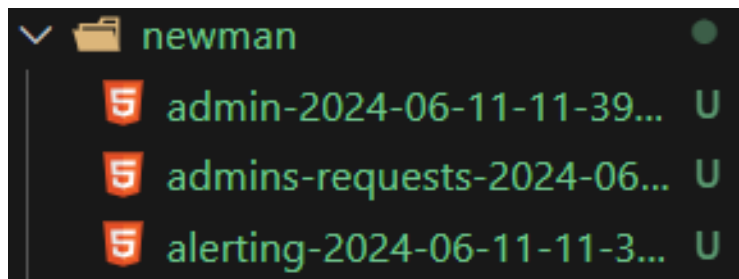 newman
admin-2024-06-11-11-39... U
admins-requests-2024-06... U
alerting-2024-06-11-11-3... U